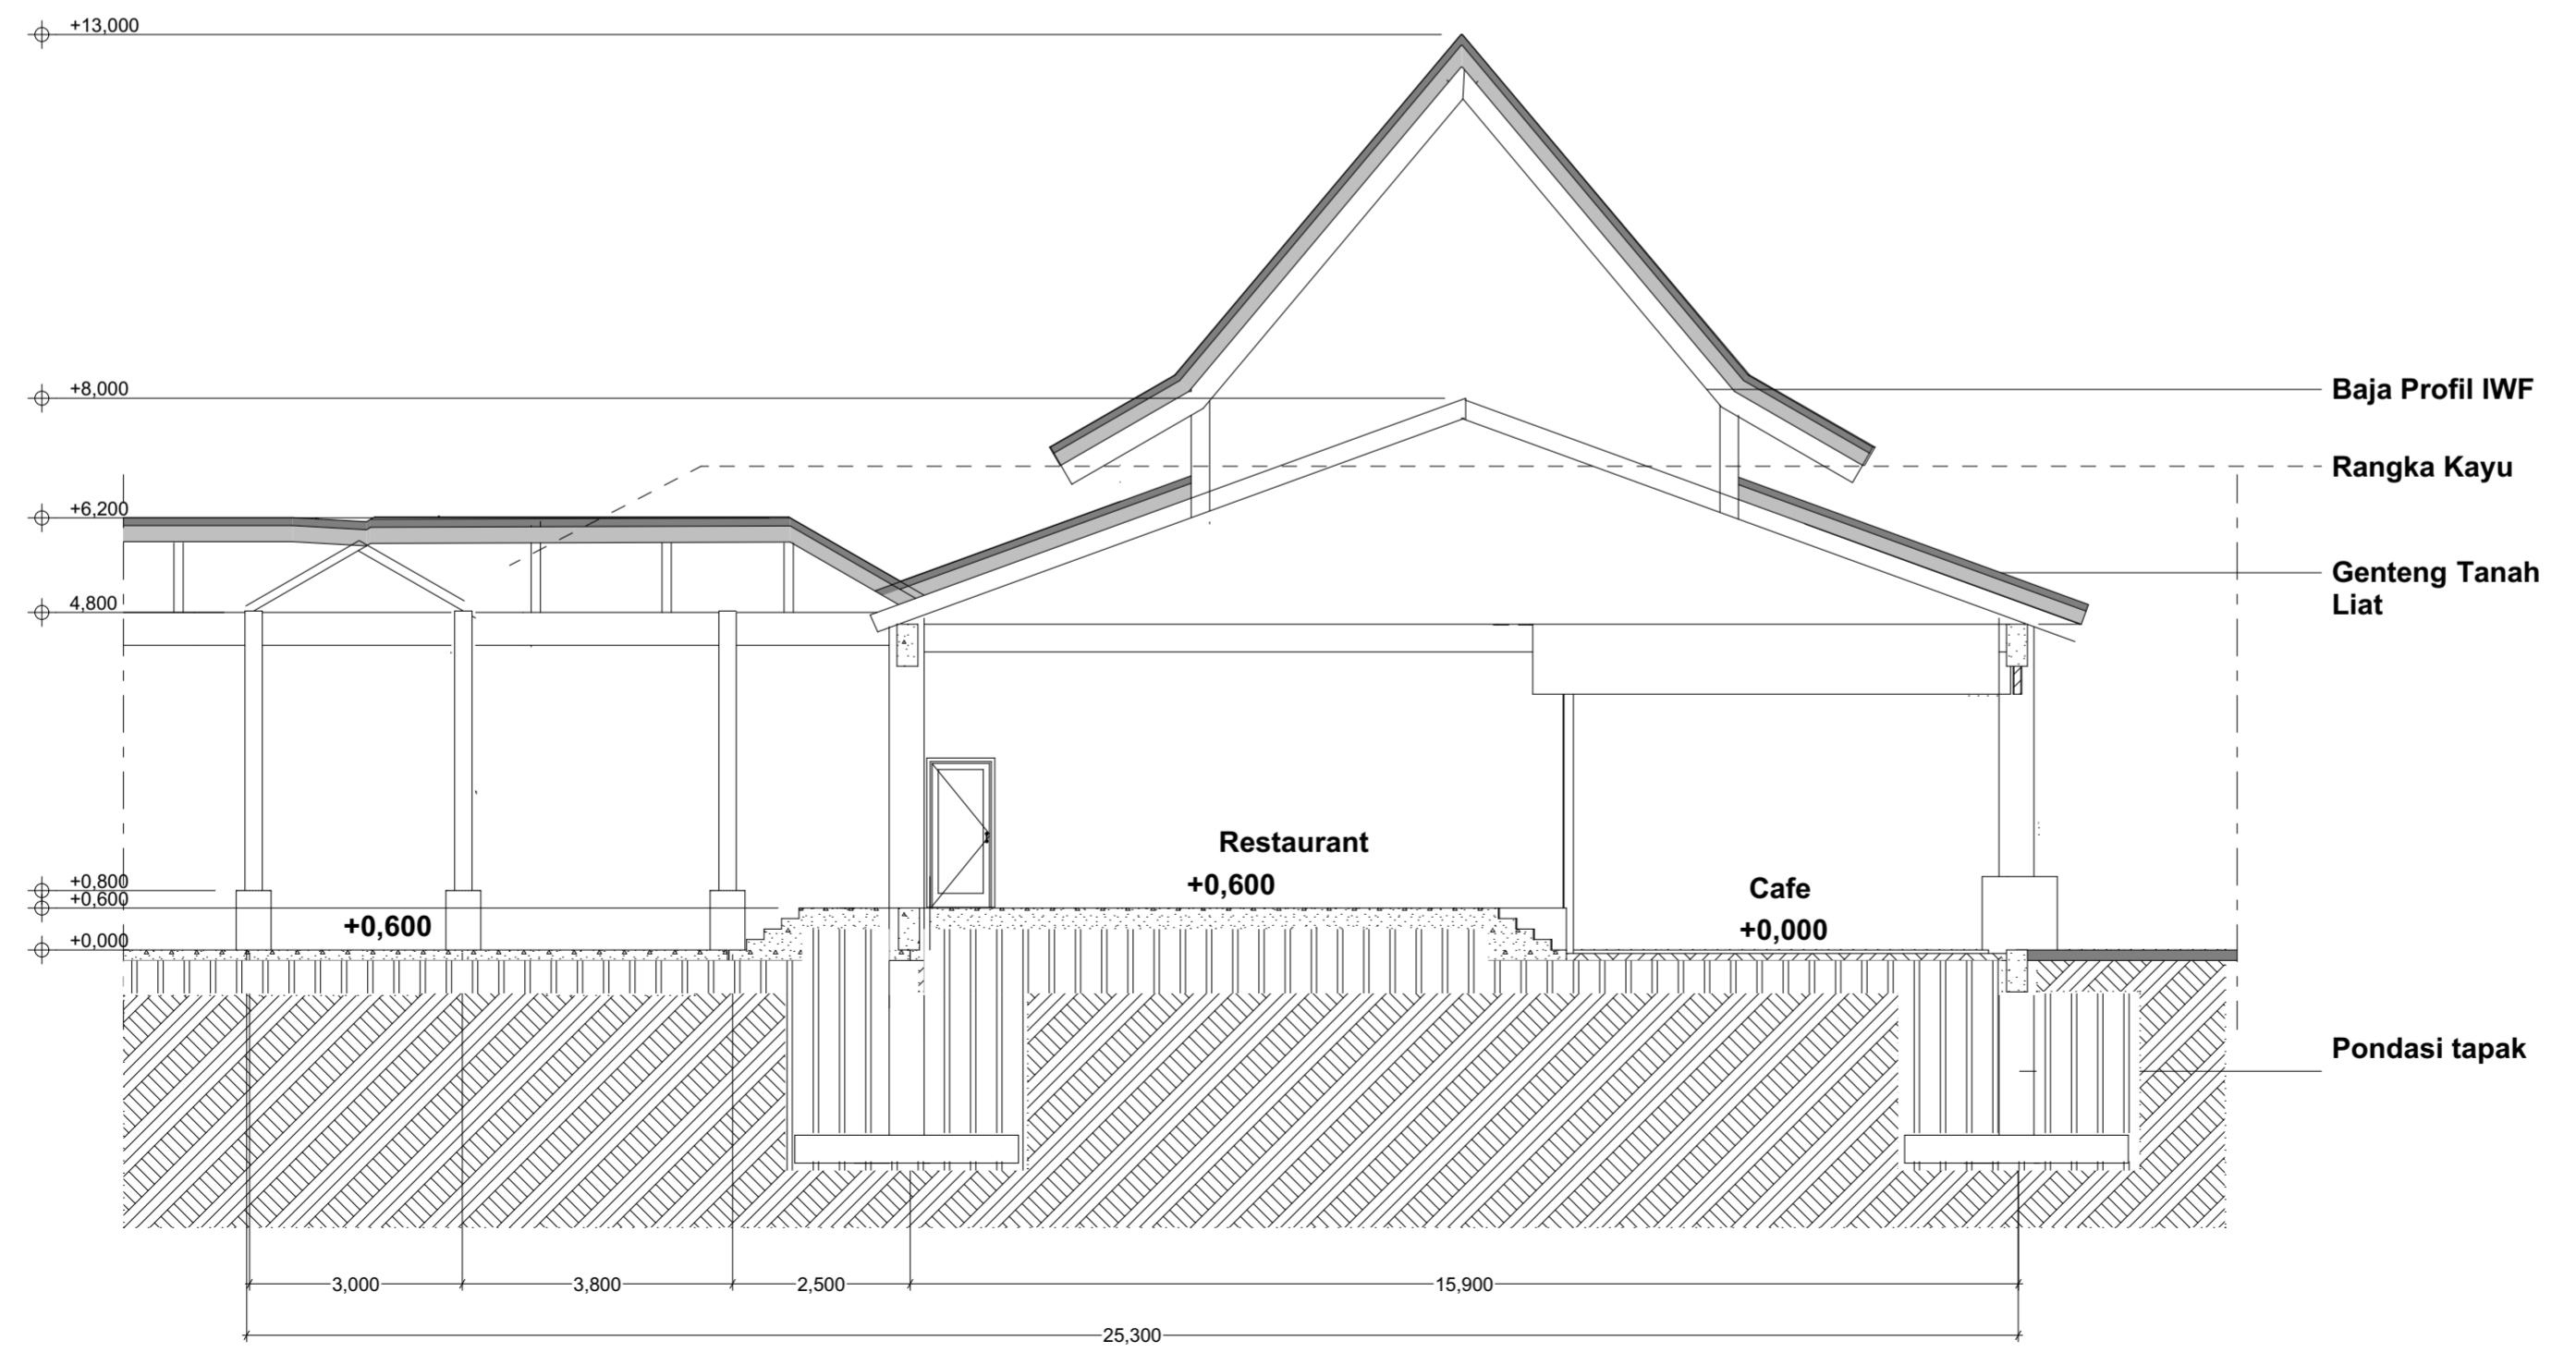 +13,000
+8,000
Baja Profil IWF
Rangka Kayu
+6,200
Genteng Tanah
Liat
4,800
Restaurant
+0,800
+0,600
+0,600
Cafe
+0,600
+0,000
+0,000
Pondasi tapak
3,000
3,800
2,500
15,900
25,300